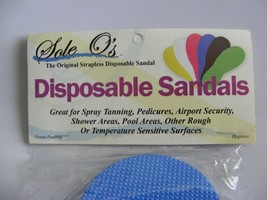 Sole O's
The Original Strapless Disposable Sandal
Disposable Sandals
Great for Spray Tanning, Pedicures, Airport Security,
Shower Areas, Pool Areas, Other Rough
Or Temperature Sensitive Surfaces